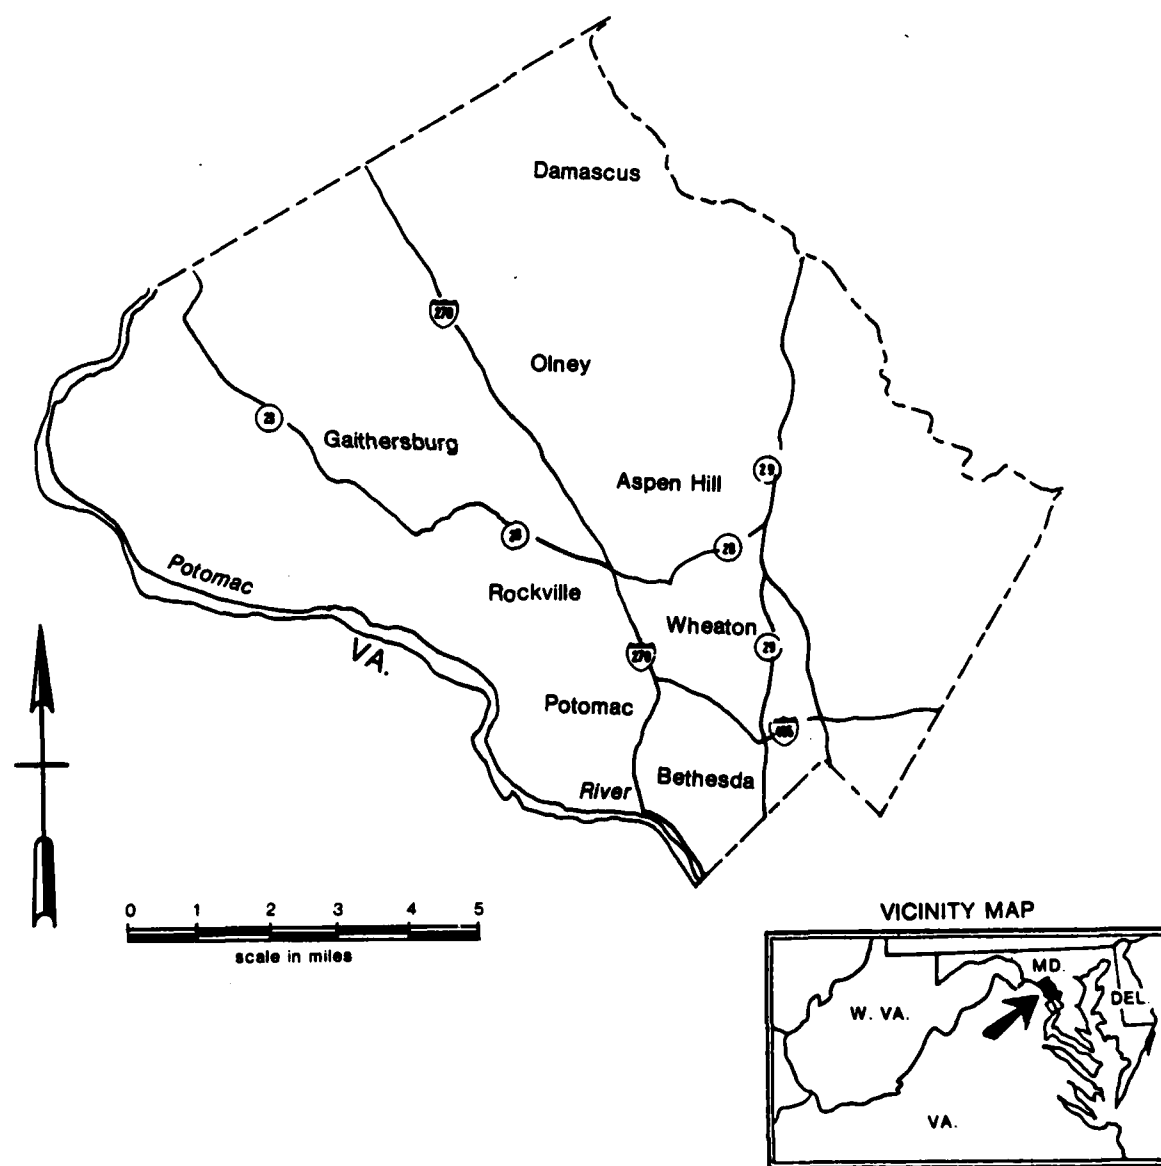 Damascus
270
Olney
28
Gaithersburg
29
Aspen Hill
28
28
Potomac
Rockville
Wheaton
29
VA.
270
Potomac
495
Bethesda
River
0 1 2 3 4 5
scale in miles
VICINITY MAP
MD.
DEL.
W. VA.
VA.